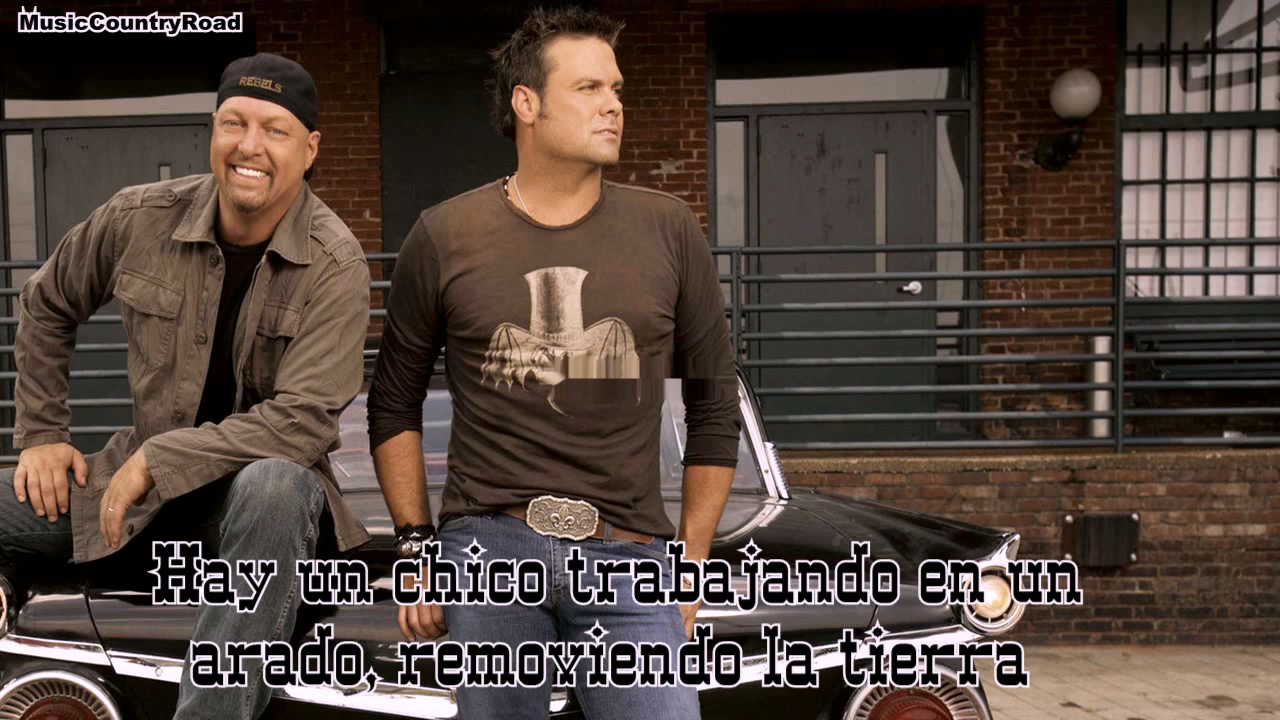 MusicCountryRoad
REBELS
Hay un chico trabajando en un
arado, removiendo la tierra